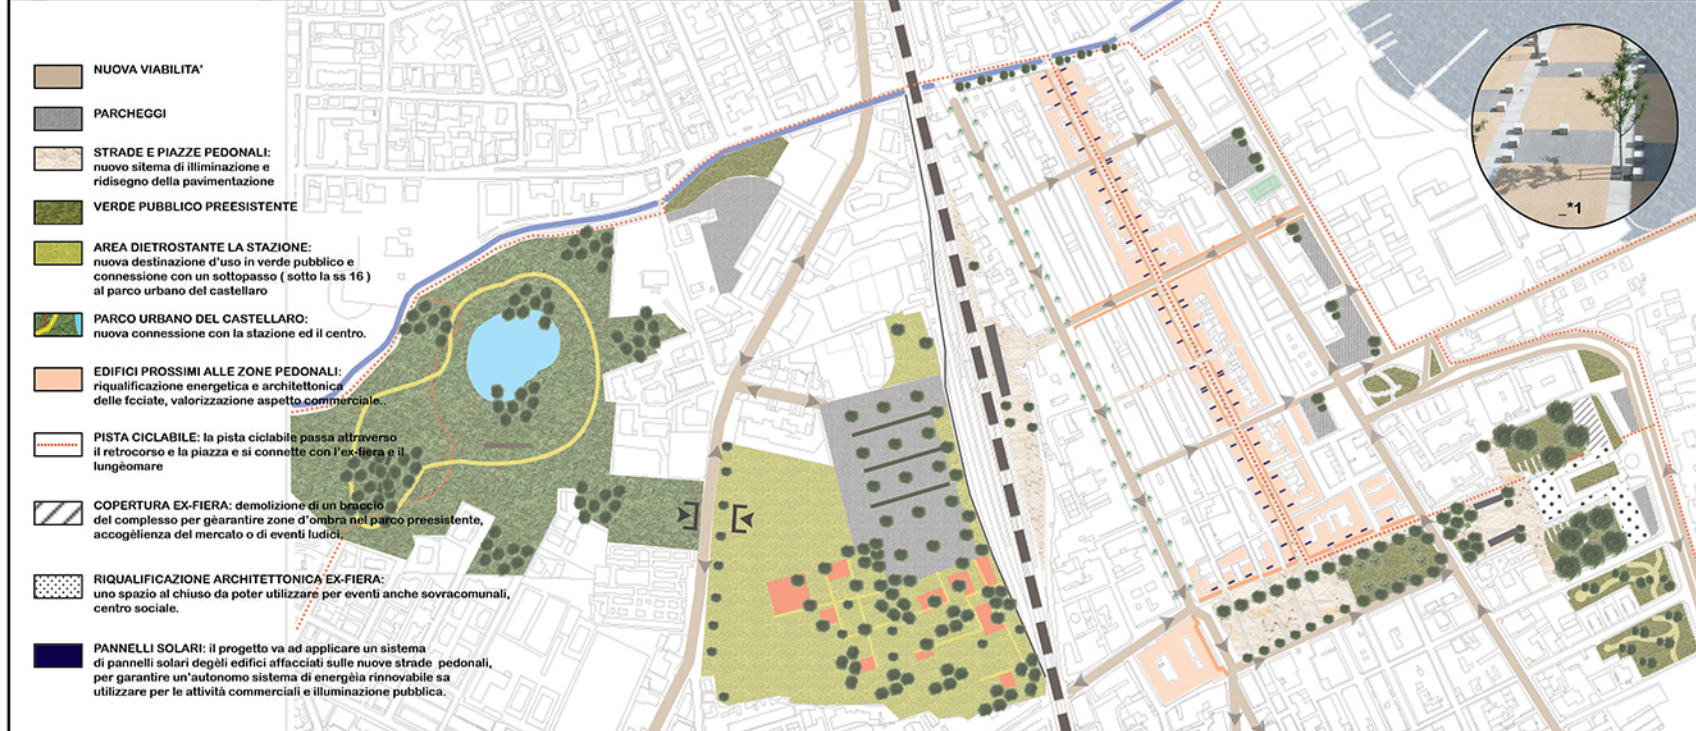 NUOVA VIABILITA'
PARCHEGGI
STRADE E PIAZZE PEDONALI:
nuovo sitema di illiminazione e
ridisegno della pavimentazione
VERDE PUBBLICO PREESISTENTE
AREA DIETROSTANTE LA STAZIONE:
nuova destinazione d'uso in verde pubblico e
connessione con un sottopasso ( sotto la ss 16 )
al parco urbano del castellaro
PARCO URBANO DEL CASTELLARO:
nuova connessione con la stazione ed il centro.
EDIFICI PROSSIMI ALLE ZONE PEDONALI:
riqualificazione energetica e architettonica
delle fcciate, valorizzazione aspetto commerciale..
PISTA CICLABILE: la pista ciclabile passa attraverso
il retrocorso e la piazza e si connette con l'ex-fiera e il
lungèomare
COPERTURA EX-FIERA: demolizione di un braccio
del complesso per gèarantire zone d'ombra nel parco preesistente,
accogèlienza del mercato o di eventi ludici.
RIQUALIFICAZIONE ARCHITETTONICA EX-FIERA:
uno spazio al chiuso da poter utilizzare per eventi anche sovracomunali,
centro sociale.
PANNELLI SOLARI: il progetto va ad applicare un sistema
di pannelli solari degèli edifici affacciati sulle nuove strade pedonali,
per garantire un'autonomo sistema di energèia rinnovabile sa
utilizzare per le attività commerciali e illuminazione pubblica.
_*1